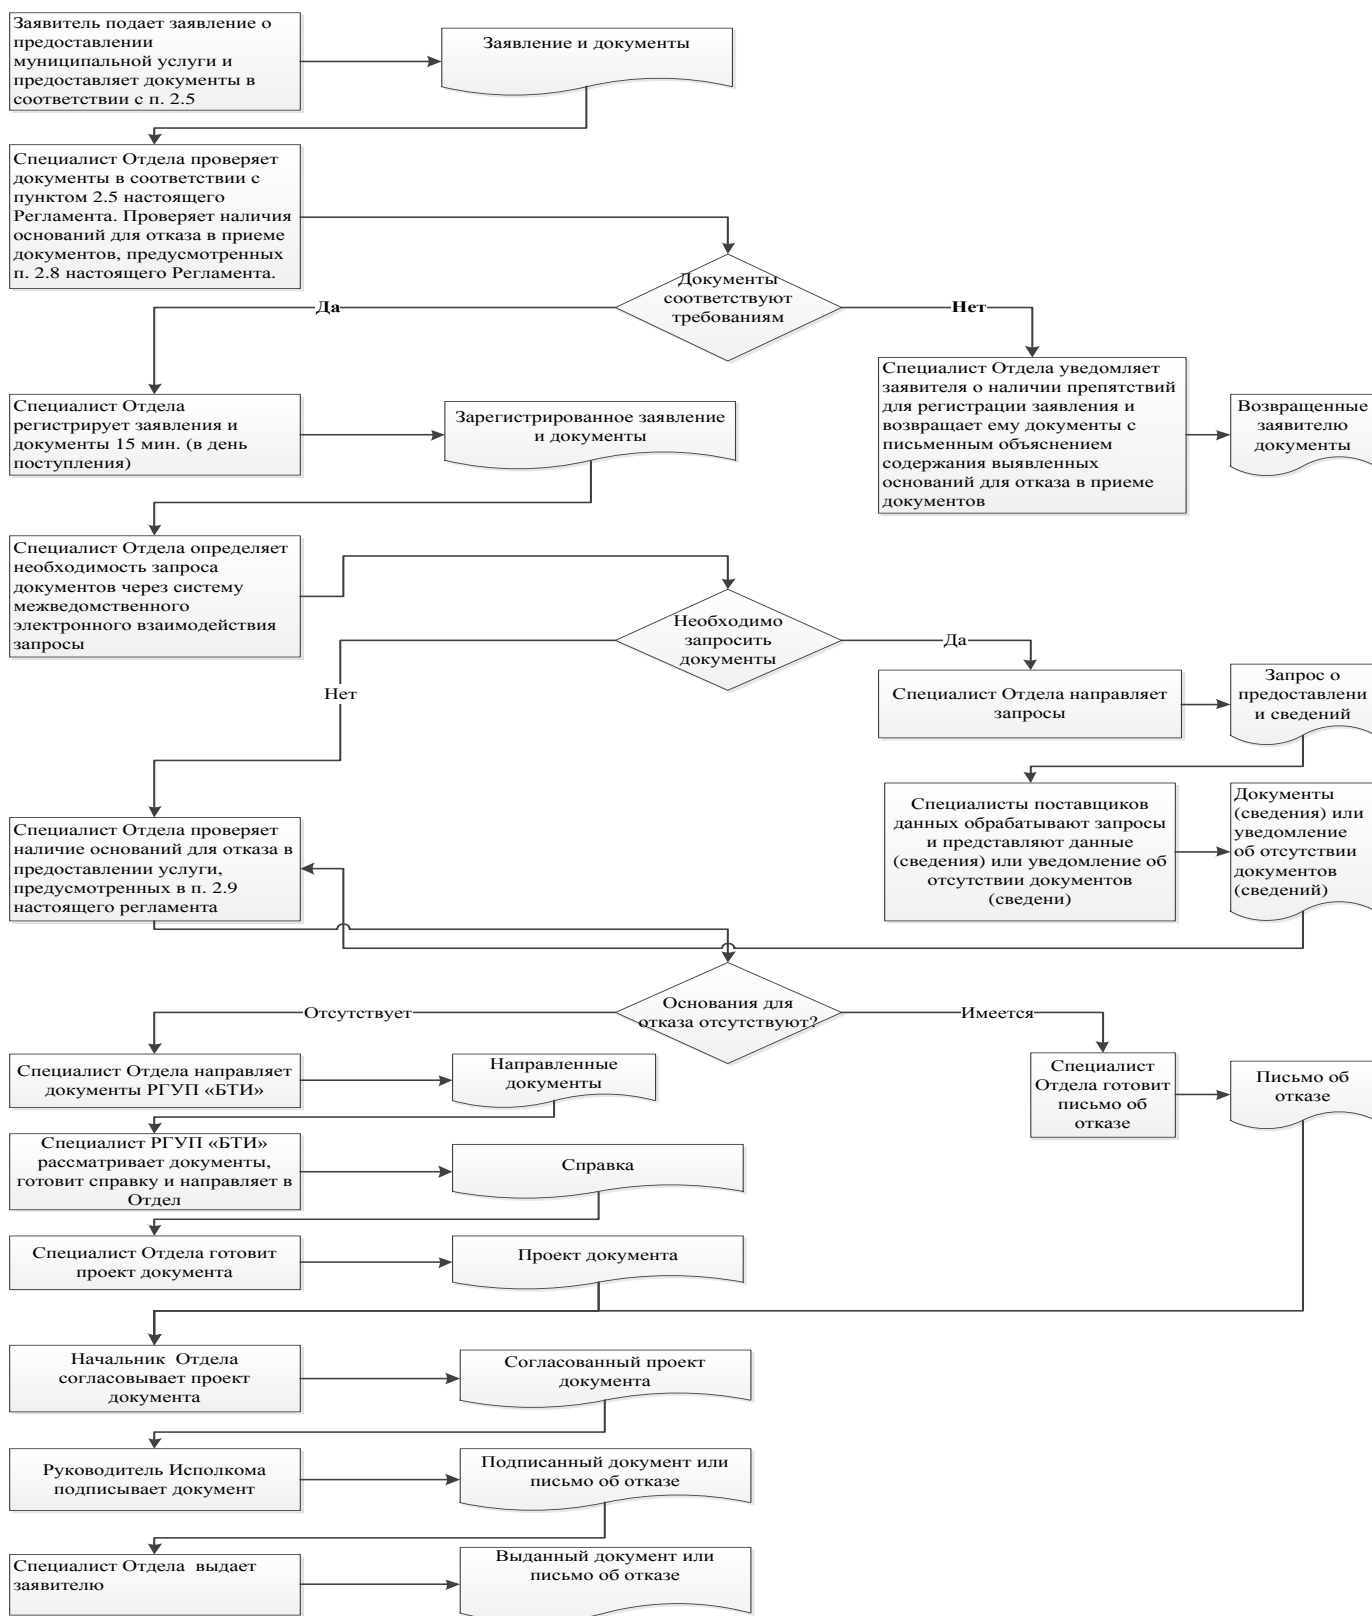 Заявитель подает заявление о
предоставлении
муниципальной услуги и
предоставляет документы в
соответствии с п. 2.5
Заявление и документы
Специалист Отдела проверяет
документы в соответствии с
пунктом 2.5 настоящего
Регламента. Проверяет наличия
оснований для отказа в приеме
документов, предусмотренных
п. 2.8 настоящего Регламента.
Документы
соответствуют
требованиям
Да
Нет
Специалист Отдела
регистрирует заявления и
документы 15 мин. (в день
поступления)
Зарегистрированное заявление
и документы
Специалист Отдела уведомляет
заявителя о наличии препятствий
для регистрации заявления и
возвращает ему документы с
письменным объяснением
содержания выявленных
оснований для отказа в приеме
документов
Возвращенные
заявителю
документы
Специалист Отдела определяет
необходимость запроса
документов через систему
межведомственного
электронного взаимодействия
запросы
Необходимо
запросить
документы
Да
Нет
Специалист Отдела направляет
запросы
Запрос о
предоставлени
и сведений
Специалисты поставщиков
данных обрабатывают запросы
и представляют данные
(сведения) или уведомление об
отсутствии документов
(сведени)
Документы
(сведения) или
уведомление
об отсутствии
документов
(сведений)
Специалист Отдела проверяет
наличие оснований для отказа в
предоставлении услуги,
предусмотренных в п. 2.9
настоящего регламента
Основания для
отказа отсутствуют?
Отсутствует
Имеется
Специалист Отдела направляет
документы РГУП «БТИ»
Направленные
документы
Специалист
Отдела готовит
письмо об
отказе
Письмо об
отказе
Специалист РГУП «БТИ»
рассматривает документы,
готовит справку и направляет в
Отдел
Справка
Специалист Отдела готовит
проект документа
Проект документа
Начальник  Отдела
согласовывает проект
документа
Согласованный проект
документа
Руководитель Исполкома
подписывает документ
Подписанный документ или
письмо об отказе
Специалист Отдела  выдает
заявителю
Выданный документ или
письмо об отказе